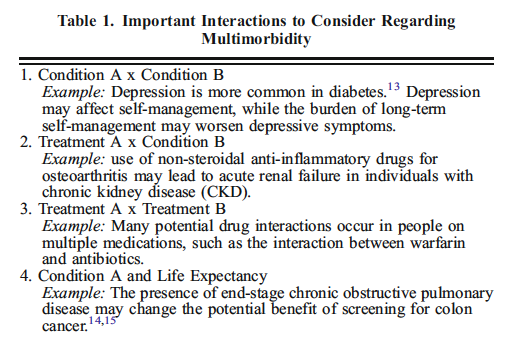 Table 1. Important Interactions to Consider Regarding
Multimorbidity
1. Condition A x Condition B
Example: Depression is more common in diabetes.13 Depression
may affect self-management, while the burden of long-term
self-management may worsen depressive symptoms.
2. Treatment A x Condition B
Example: use of non-steroidal anti-inflammatory drugs for
osteoarthritis may lead to acute renal failure in individuals with
chronic kidney disease (CKD).
3. Treatment A x Treatment B
Example: Many potential drug interactions occur in people on
multiple medications, such as the interaction between warfarin
and antibiotics.
4. Condition A and Life Expectancy
Example: The presence of end-stage chronic obstructive pulmonary
disease may change the potential benefit of screening for colon
cancer.14,15